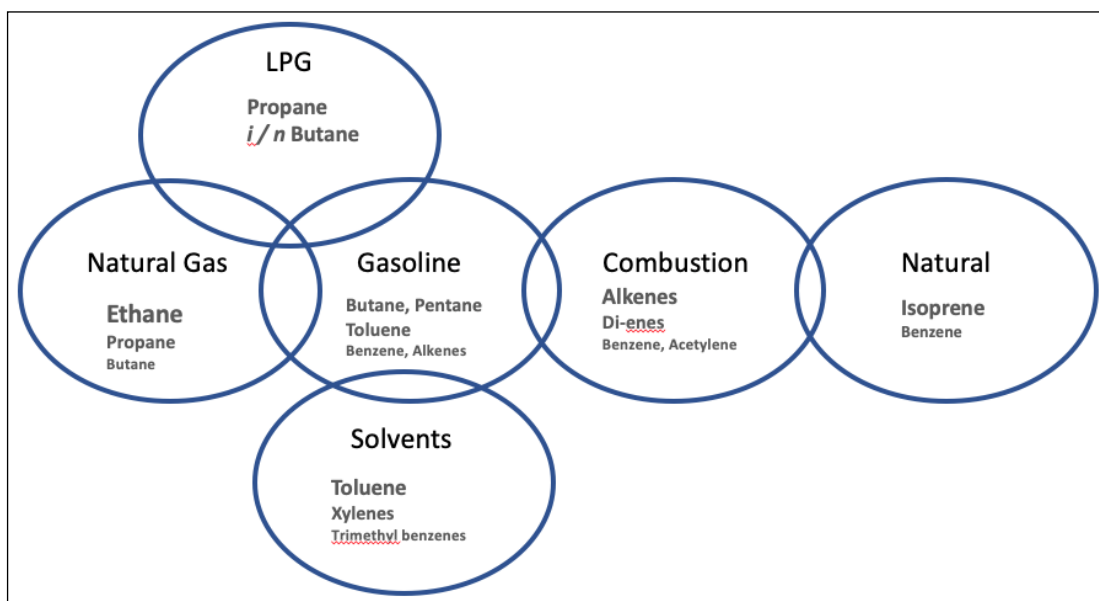 LPG
Propane
i / n Butane
Natural Gas
Ethane
Propane
Butane
Gasoline
Butane, Pentane
Toluene
Benzene, Alkenes
Combustion
Alkenes
Di-enes
Benzene, Acetylene
Natural
Isoprene
Benzene
Solvents
Toluene
Xylenes
Trimethyl benzenes